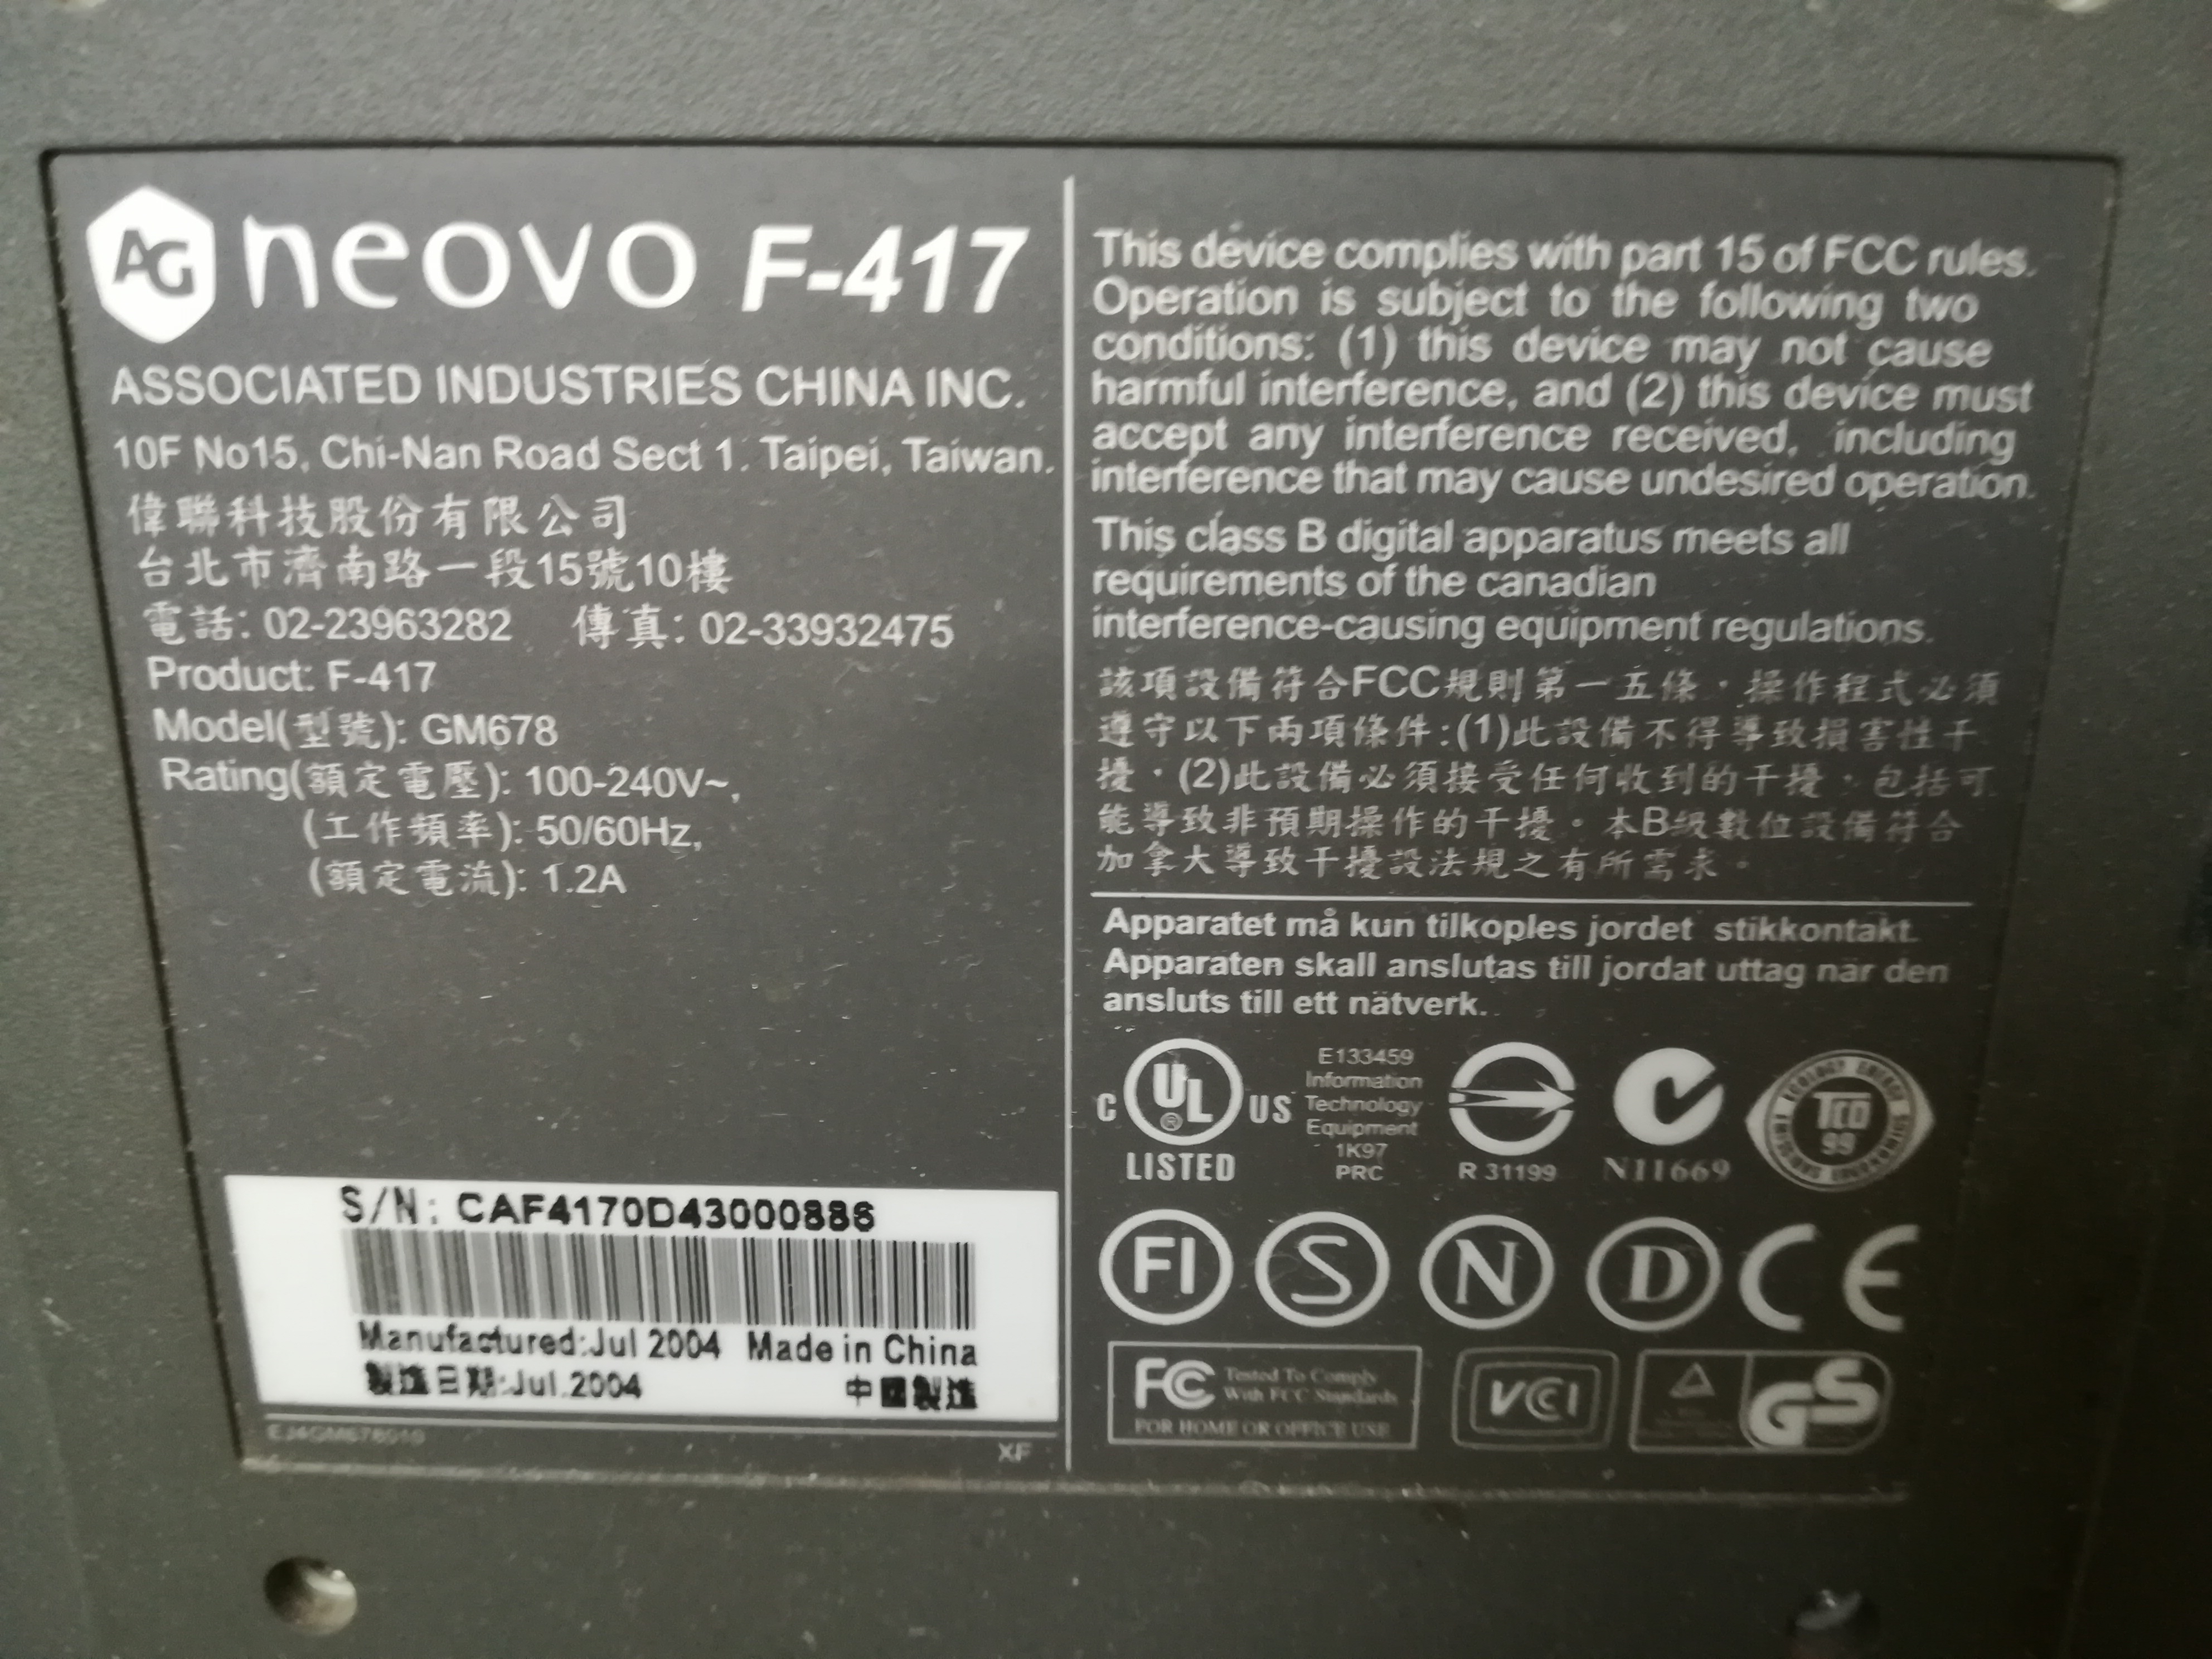 AG neovo F-417
ASSOCIATED INDUSTRIES CHINA INC.
10F No15, Chi-Nan Road Sect 1. Taipei, Taiwan.
偉聯科技股份有限公司
台北市濟南路一段15號10樓
電話: 02-23963282 傳真: 02-33932475
Product: F-417
Model(型號): GM678
Rating(額定電壓): 100-240V~,
(工作頻率): 50/60Hz,
(額定電流): 1.2A
S/N: CAF4170D43000886
Manufactured:Jul 2004 Made in China
製造日期:Jul.2004 中國製造
EJ4GM678010
XF
This device complies with part 15 of FCC rules.
Operation is subject to the following two
conditions: (1) this device may not cause
harmful interference, and (2) this device must
accept any interference received, including
interference that may cause undesired operation.
This class B digital apparatus meets all
requirements of the canadian
interference-causing equipment regulations.
該項設備符合FCC規則第一五條，操作程式必須
遵守以下兩項條件:(1)此設備不得導致損害性干
擾，(2)此設備必須接受任何收到的干擾，包括可
能導致非預期操作的干擾。本B級數位設備符合
加拿大導致干擾設法規之有所需求。
Apparatet må kun tilkoples jordet stikkontakt.
Apparaten skall anslutas till jordat uttag när den
ansluts till ett nätverk.
C UL ® US LISTED
E133459
Information
Technology
Equipment
1K97
PRC
R 31199
N11669
ECOLOGY ENERGY
TCO
99
FI S N D CE
FC Tested To Comply
With FCC Standards
FOR HOME OR OFFICE USE
VCI
GS